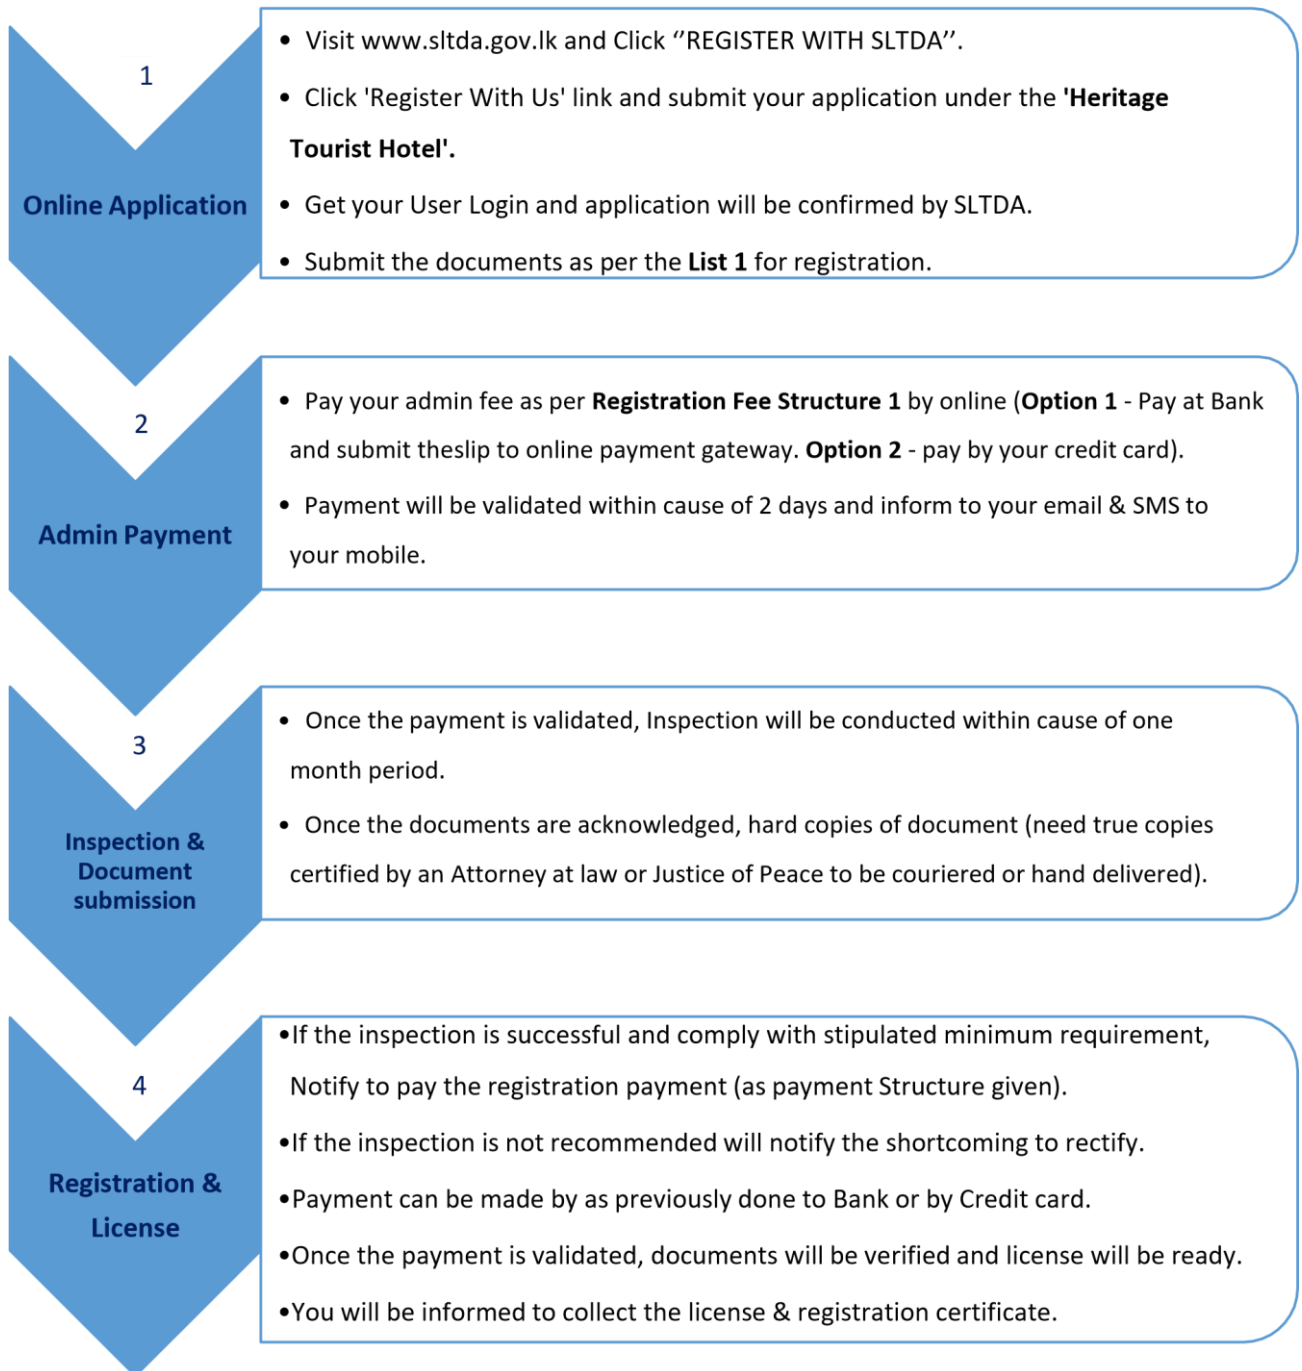 1
Online Application
• Visit www.sltda.gov.lk and Click ‘’REGISTER WITH SLTDA’’.
• Click 'Register With Us' link and submit your application under the 'Heritage
Tourist Hotel'.
• Get your User Login and application will be confirmed by SLTDA.
• Submit the documents as per the List 1 for registration.
2
Admin Payment
• Pay your admin fee as per Registration Fee Structure 1 by online (Option 1 - Pay at Bank
and submit theslip to online payment gateway. Option 2 - pay by your credit card).
• Payment will be validated within cause of 2 days and inform to your email & SMS to
your mobile.
3
Inspection &
Document
submission
• Once the payment is validated, Inspection will be conducted within cause of one
month period.
• Once the documents are acknowledged, hard copies of document (need true copies
certified by an Attorney at law or Justice of Peace to be couriered or hand delivered).
4
Registration &
License
•If the inspection is successful and comply with stipulated minimum requirement,
Notify to pay the registration payment (as payment Structure given).
•If the inspection is not recommended will notify the shortcoming to rectify.
•Payment can be made by as previously done to Bank or by Credit card.
•Once the payment is validated, documents will be verified and license will be ready.
•You will be informed to collect the license & registration certificate.